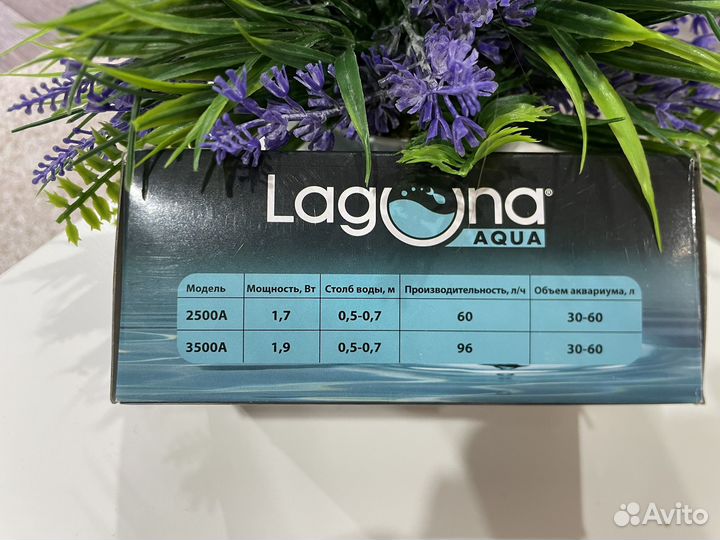 Laguna®
AQUA
Модель Мощность, Вт Столб воды, м Производительность, л/ч Объем аквариума, л
2500A 1,7 0,5-0,7 60 30-60
3500A 1,9 0,5-0,7 96 30-60
Avito